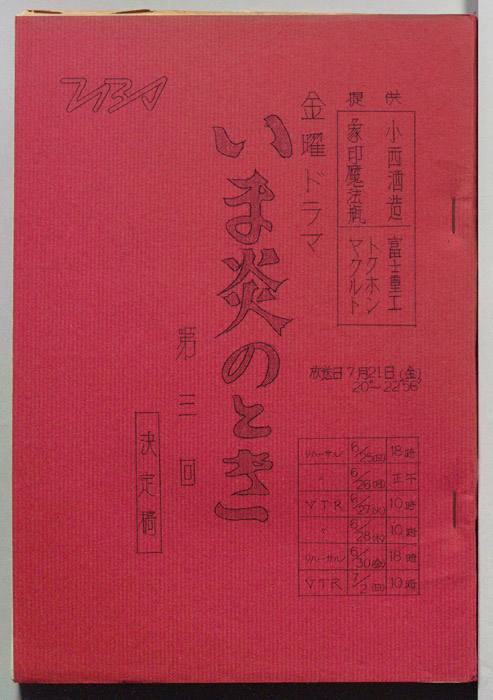 提供
小西酒造 富士重工
トクホン
象印魔法瓶 ヤクルト
金曜ドラマ
いま炎のとき
第三回
決定稿
放送日 7月21日(金)
リハーサル 6/25(日) 18時
〃 6/26(月) 正午
VTR 6/27(火) 10時
〃 6/28(水) 10時
リハーサル 6/30(金) 18時
VTR 7/2(日) 10時